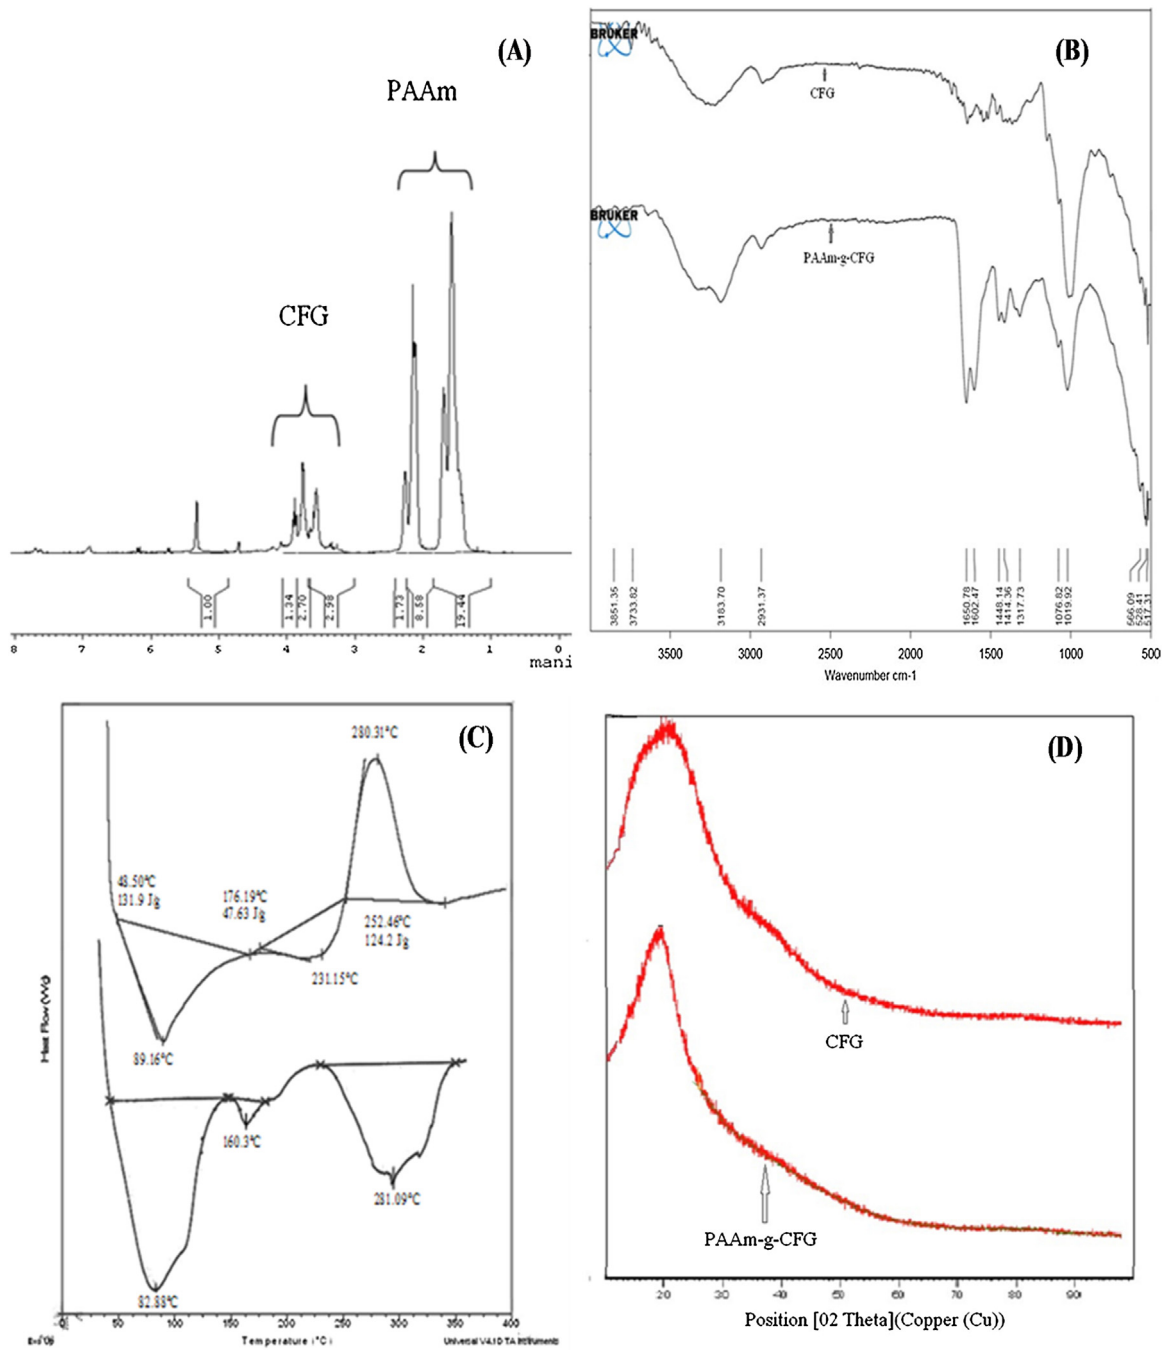 (A)
PAAm
CFG
1.00
1.34
2.70
2.98
1.73
8.58
19.44
8 7 6 5 4 3 2 1 0
mani
(B)
BRUKER
CFG
BRUKER
PAAm-g-CFG
3851.35
3733.82
3183.70
2931.37
1650.78
1602.47
1448.14
1414.36
1317.73
1076.82
1019.92
566.09
528.41
517.31
3500 3000 2500 2000 1500 1000 500
Wavenumber cm-1
(C)
280.31°C
48.50°C
131.9 Jg
176.19°C
47.63 Jg
252.46°C
124.2 Jg
231.15°C
89.16°C
160.3°C
281.09°C
82.88°C
Heat Flow (W/g)
50 100 150 200 250 300 350 400
Temperature (°C)
Universal V4.1D TA Instruments
(D)
CFG
PAAm-g-CFG
20 30 40 50 60 70 80 90
Position [02 Theta](Copper (Cu))